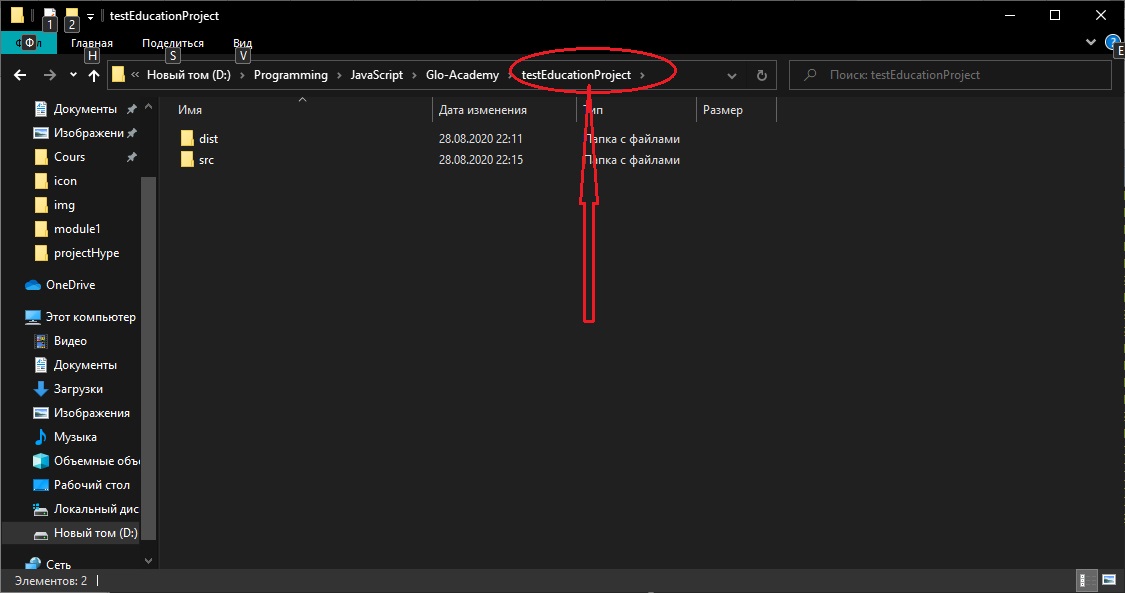 1 2 testEducationProject
Ф Главная Поделиться Вид
H S V E
« Новый том (D:) › Programming › JavaScript › Glo-Academy › testEducationProject › Поиск: testEducationProject
Документы Имя Дата изменения Тип Размер
Изображени dist 28.08.2020 22:11 Папка с файлами
Cours src 28.08.2020 22:15 Папка с файлами
icon
img
module1
projectHype
OneDrive
Этот компьютер
Видео
Документы
Загрузки
Изображения
Музыка
Объемные объ
Рабочий стол
Локальный дис
Новый том (D:)
Сеть
Элементов: 2